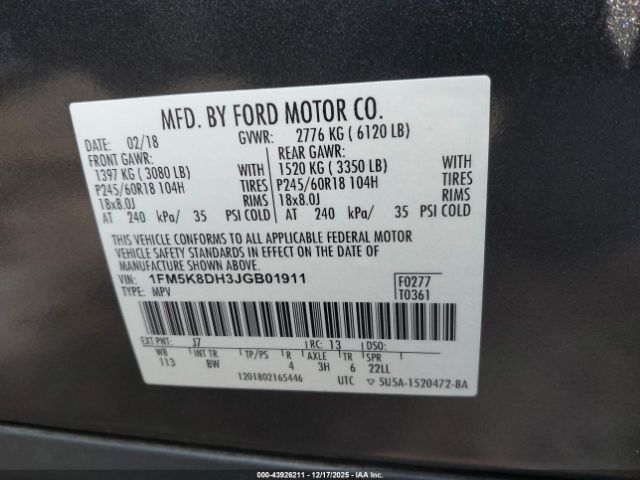 MFD. BY FORD MOTOR CO.
DATE: 02/18 GVWR: 2776 KG ( 6120 LB)
FRONT GAWR: REAR GAWR:
1397 KG ( 3080 LB) WITH 1520 KG ( 3350 LB) WITH
P245/60R18 104H TIRES P245/60R18 104H TIRES
18x8.0J RIMS 18x8.0J RIMS
AT 240 kPa/ 35 PSI COLD AT 240 kPa/ 35 PSI COLD
THIS VEHICLE CONFORMS TO ALL APPLICABLE FEDERAL MOTOR
VEHICLE SAFETY STANDARDS IN EFFECT ON THE DATE OF
MANUFACTURE SHOWN ABOVE.
VIN: 1FM5K8DH3JGB01911 F0277
TYPE: MPV T0361
EXT PNT: J7 RC: 13 DSO:
WB INT TR TP/PS R AXLE TR SPR
113 BW 4 3H 6 22LL
1201802165446 UTC ▽ 5U5A-1520472-BA
000-43926211 - 12/17/2025 - IAA Inc.